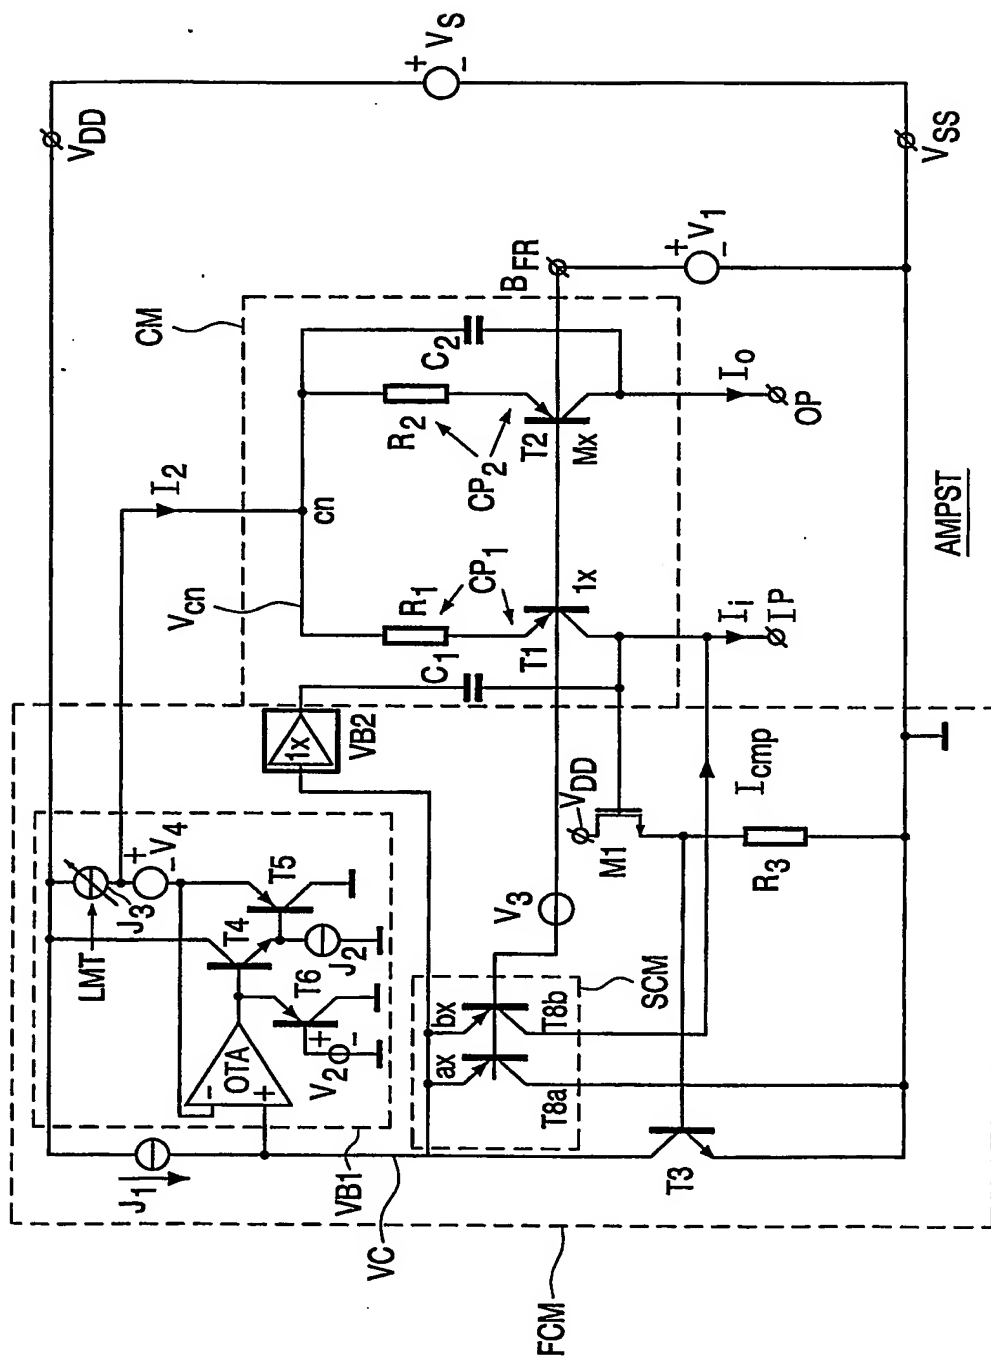 VDD
+ VS -
VSS
BFR
+ V1 -
CM
I2
C2
R2
CP2
T2
Mx
IO
OP
cn
Vcn
R1
CP1
T1
1x
C1
Ii
IP
AMPST
1x
VB2
VDD
M1
Icmp
R3
V3
LMT
J3
+ V4 -
T5
T4
J2
T6
OTA
-
+
V2
+ -
SCM
bx
ax
T8b
T8a
T3
J1
VB1
VC
FCM